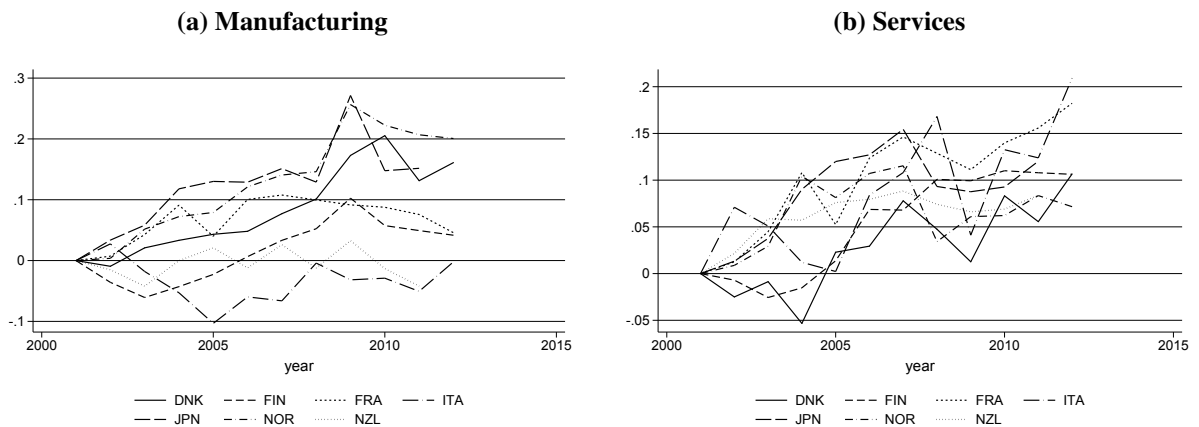 (a) Manufacturing
.3
.2
.1
0
-.1
2000 2005 2010 2015
year
DNK FIN FRA ITA
JPN NOR NZL
(b) Services
.2
.15
.1
.05
0
-.05
2000 2005 2010 2015
year
DNK FIN FRA ITA
JPN NOR NZL